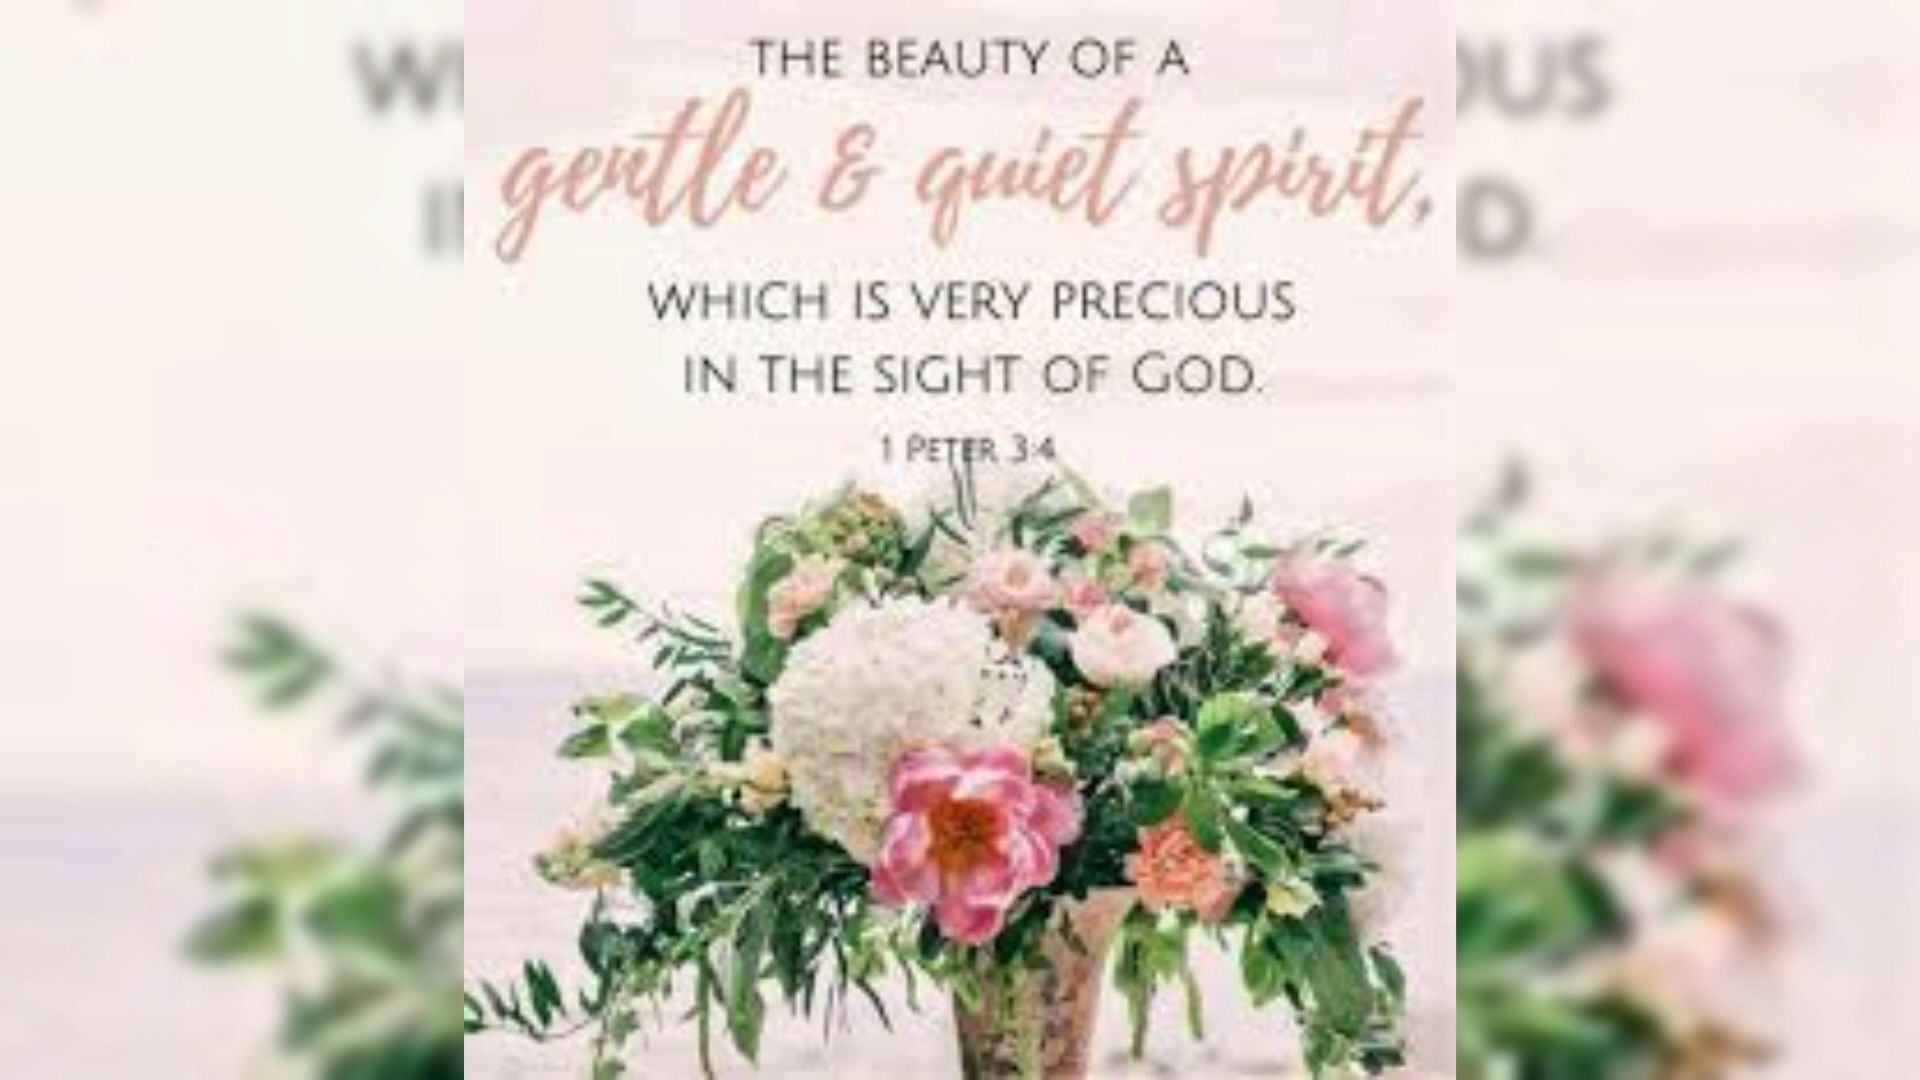 THE BEAUTY OF A
gentle & quiet spirit,
WHICH IS VERY PRECIOUS
IN THE SIGHT OF GOD.
1 PETER 3:4